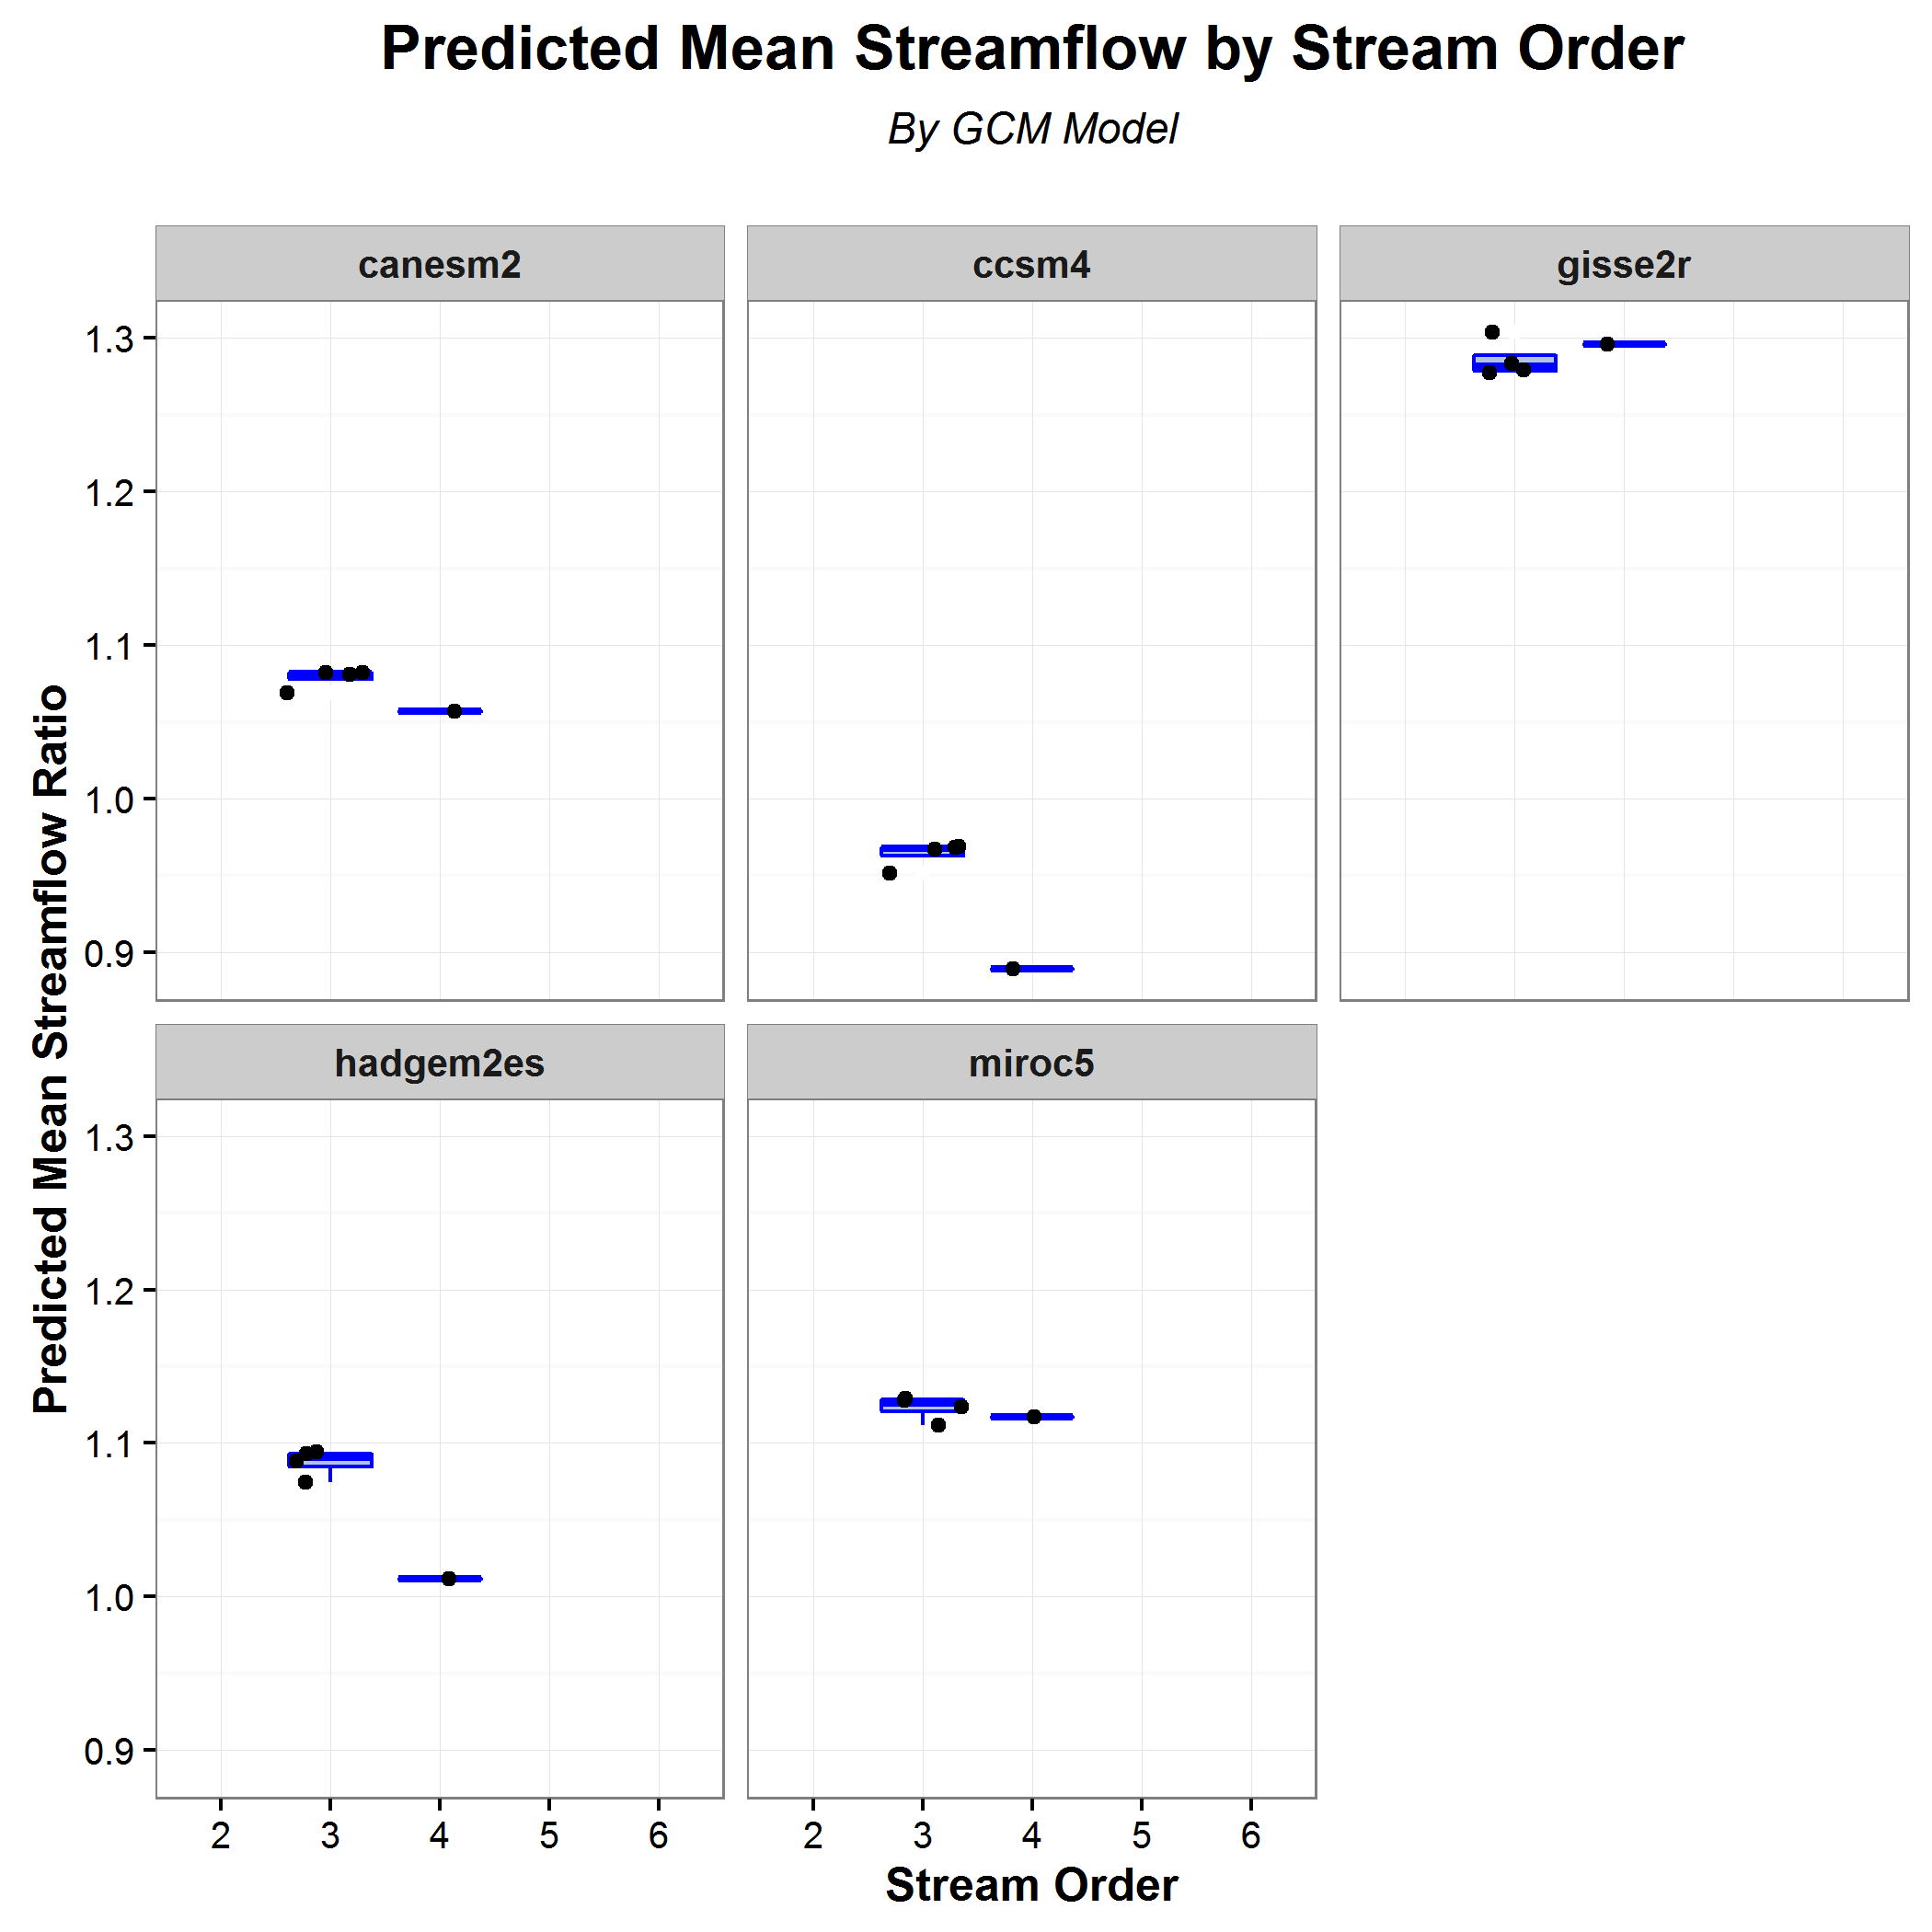 Predicted Mean Streamflow by Stream Order
By GCM Model
canesm2
ccsm4
gisse2r
1.3
1.2
1.1
1.0
0.9
Predicted Mean Streamflow Ratio
hadgem2es
miroc5
1.3
1.2
1.1
1.0
0.9
2 3 4 5 6
2 3 4 5 6
Stream Order